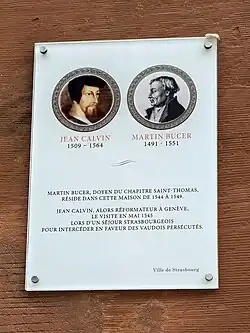 JEAN CALVIN
1509 - 1564
MARTIN BUCER
1491 - 1551
MARTIN BUCER, DOYEN DU CHAPITRE SAINT-THOMAS,
RÉSIDE DANS CETTE MAISON DE 1544 À 1549.
JEAN CALVIN, ALORS RÉFORMATEUR À GENÈVE,
LE VISITE EN MAI 1545
LORS D'UN SÉJOUR STRASBOURGEOIS
POUR INTERCÉDER EN FAVEUR DES VAUDOIS PERSÉCUTÉS.
Ville de Strasbourg